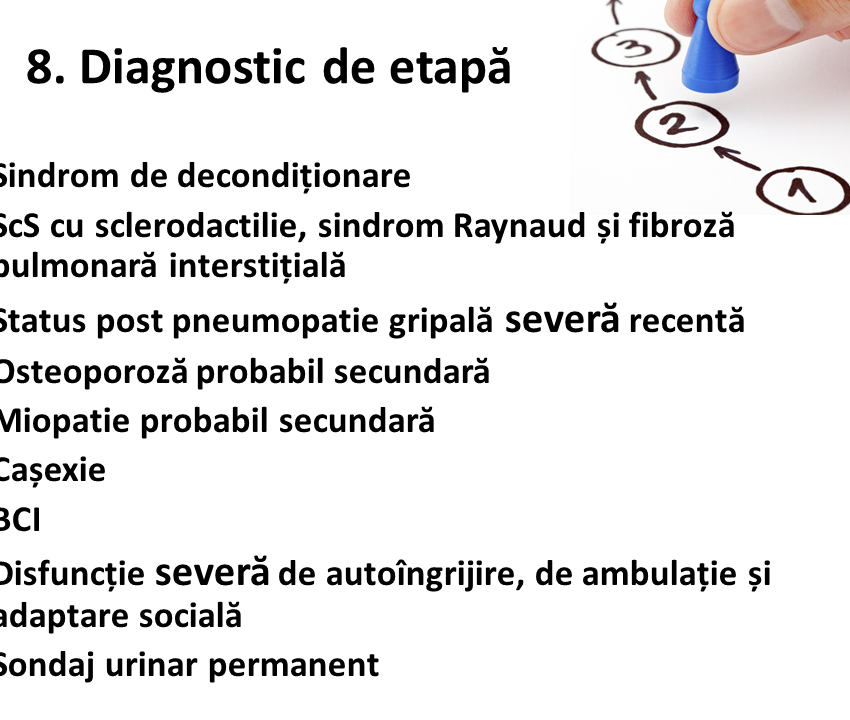 8. Diagnostic de etapă
3
2
1
Sindrom de decondiționare
ScS cu sclerodactilie, sindrom Raynaud și fibroză
pulmonară interstițială
Status post pneumopatie gripală severă recentă
Osteoporoză probabil secundară
Miopatie probabil secundară
Cașexie
BCI
Disfuncție severă de autoîngrijire, de ambulație și
adaptare socială
Sondaj urinar permanent